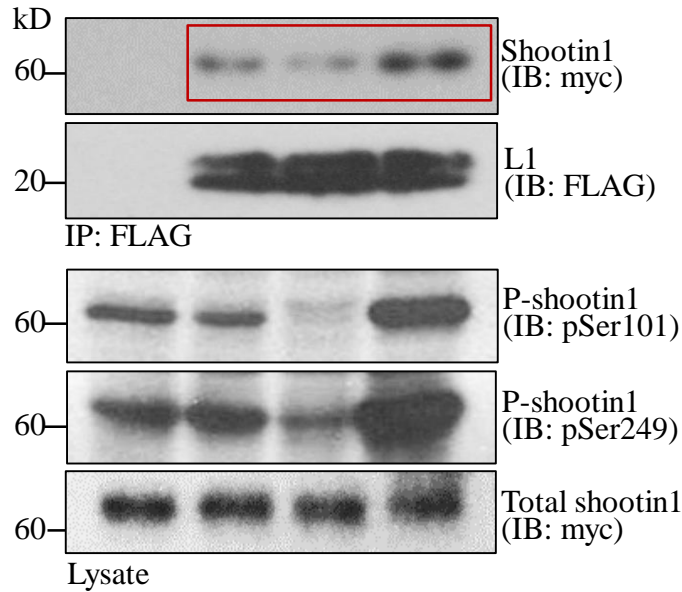 kD
60
Shootin1
(IB: myc)
20
L1
(IB: FLAG)
IP: FLAG
60
P-shootin1
(IB: pSer101)
60
P-shootin1
(IB: pSer249)
60
Total shootin1
(IB: myc)
Lysate